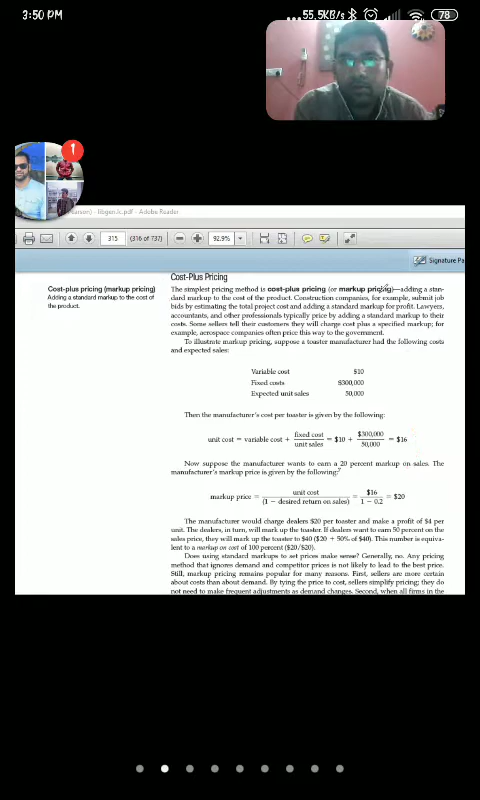 3:50 PM
...55.5KB/s
78
1
pearson) - libgen.lc.pdf - Adobe Reader
315 (316 of 737) 92.9%
Signature Pa
Cost-Plus Pricing
Cost-plus pricing (markup pricing)
Adding a standard markup to the cost of
the product.
The simplest pricing method is cost-plus pricing (or markup pricing)—adding a stan-
dard markup to the cost of the product. Construction companies, for example, submit job
bids by estimating the total project cost and adding a standard markup for profit. Lawyers,
accountants, and other professionals typically price by adding a standard markup to their
costs. Some sellers tell their customers they will charge cost plus a specified markup; for
example, aerospace companies often price this way to the government.
To illustrate markup pricing, suppose a toaster manufacturer had the following costs
and expected sales:
Variable cost $10
Fixed costs $300,000
Expected unit sales 50,000
Then the manufacturer's cost per toaster is given by the following:
unit cost = variable cost + fixed cost / unit sales = $10 + $300,000 / 50,000 = $16
Now suppose the manufacturer wants to earn a 20 percent markup on sales. The
manufacturer's markup price is given by the following:
markup price = unit cost / (1 − desired return on sales) = $16 / 1 − 0.2 = $20
The manufacturer would charge dealers $20 per toaster and make a profit of $4 per
unit. The dealers, in turn, will mark up the toaster. If dealers want to earn 50 percent on the
sales price, they will mark up the toaster to $40 ($20 + 50% of $40). This number is equiva-
lent to a markup on cost of 100 percent ($20/$20).
Does using standard markups to set prices make sense? Generally, no. Any pricing
method that ignores demand and competitor prices is not likely to lead to the best price.
Still, markup pricing remains popular for many reasons. First, sellers are more certain
about costs than about demand. By tying the price to cost, sellers simplify pricing; they do
not need to make frequent adjustments as demand changes. Second, when all firms in the